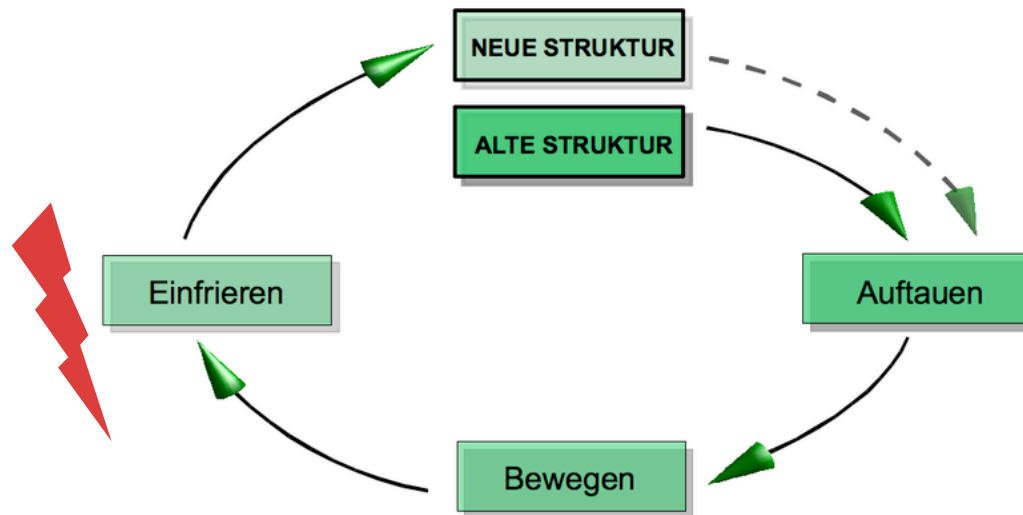 NEUE STRUKTUR
ALTE STRUKTUR
Einfrieren
Auftauen
Bewegen